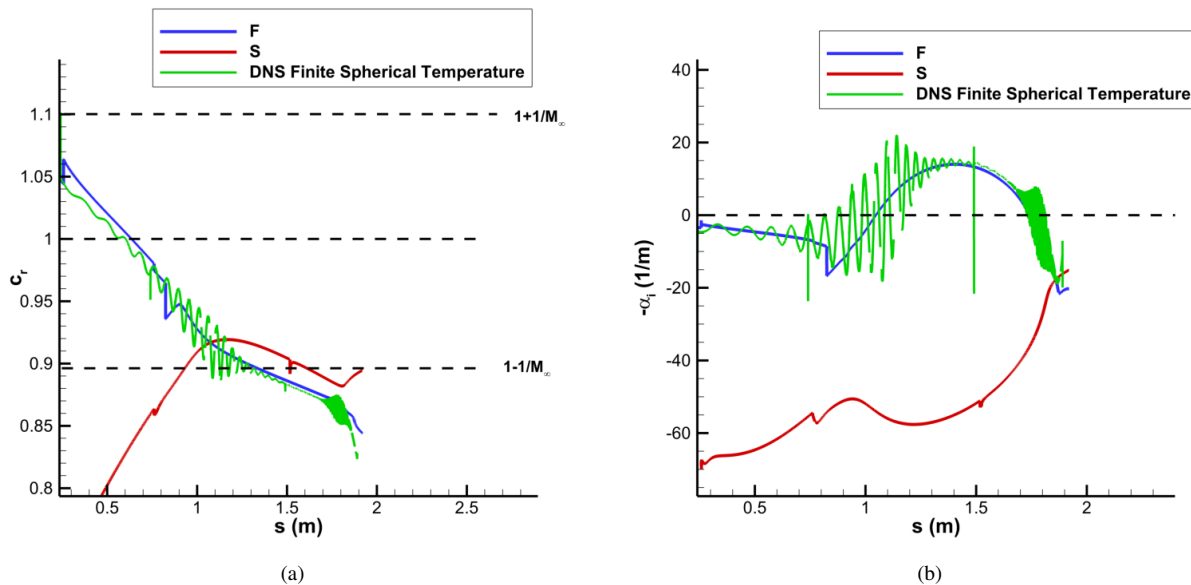 F
S
DNS Finite Spherical Temperature
1.1
1.05
1
0.95
0.9
0.85
0.8
c_r
1+1/M∞
1-1/M∞
0.5
1
1.5
2
2.5
s (m)
(a)
F
S
DNS Finite Spherical Temperature
40
20
0
-20
-40
-60
-α_i (1/m)
0.5
1
1.5
2
s (m)
(b)